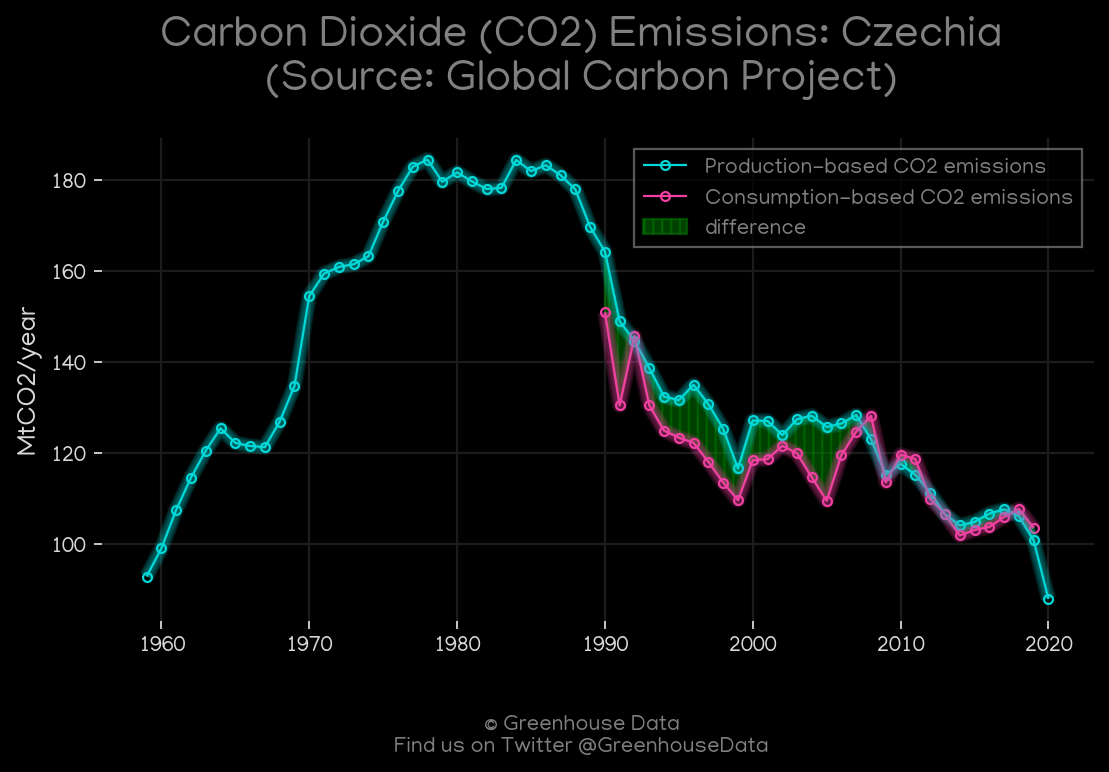 Carbon Dioxide (CO2) Emissions: Czechia
(Source: Global Carbon Project)
Production-based CO2 emissions
Consumption-based CO2 emissions
difference
MtCO2/year
180
160
140
120
100
1960
1970
1980
1990
2000
2010
2020
© Greenhouse Data
Find us on Twitter @GreenhouseData